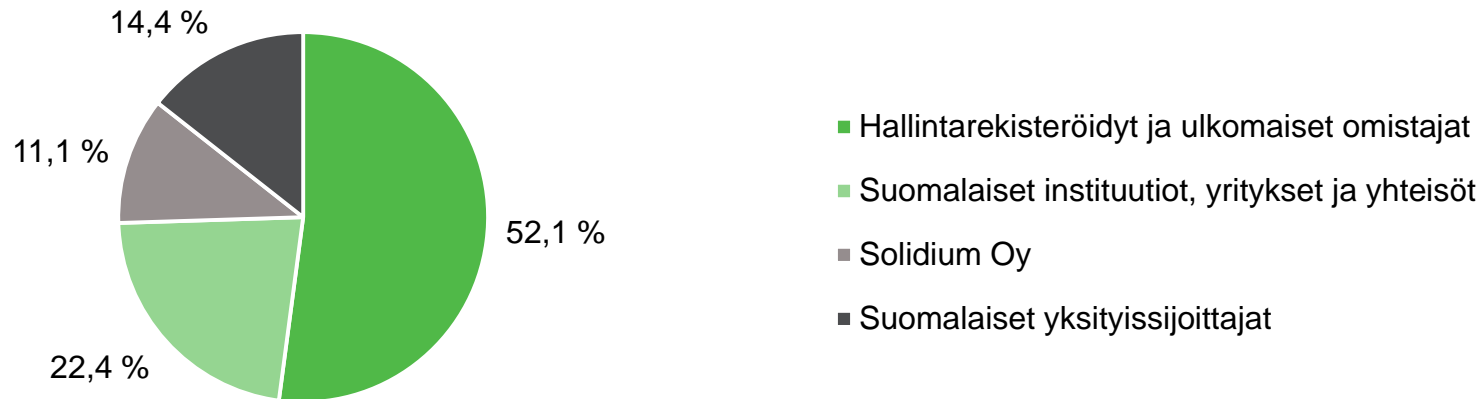 14,4 %
11,1 %
52,1 %
22,4 %
Hallintarekisteröidyt ja ulkomaiset omistajat
Suomalaiset instituutiot, yritykset ja yhteisöt
Solidium Oy
Suomalaiset yksityissijoittajat